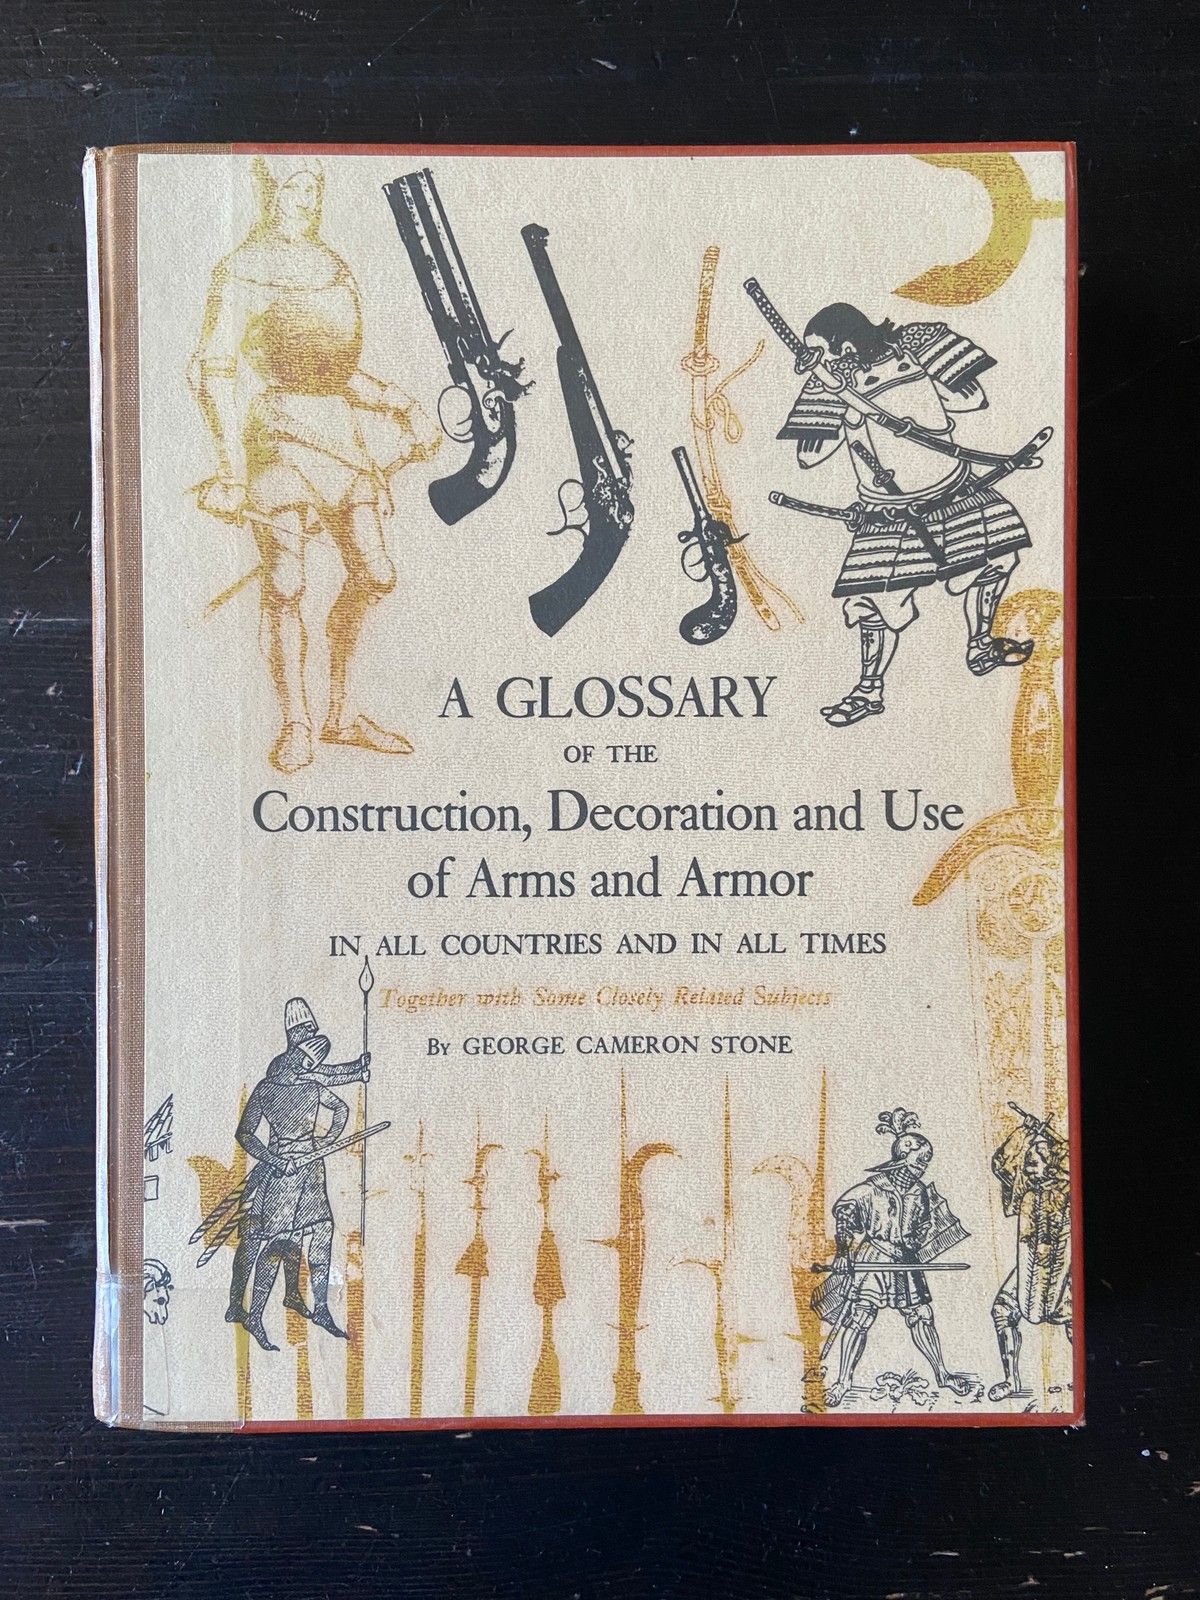 A GLOSSARY
OF THE
Construction, Decoration and Use
of Arms and Armor
IN ALL COUNTRIES AND IN ALL TIMES
Together with Some Closely Related Subjects
By GEORGE CAMERON STONE